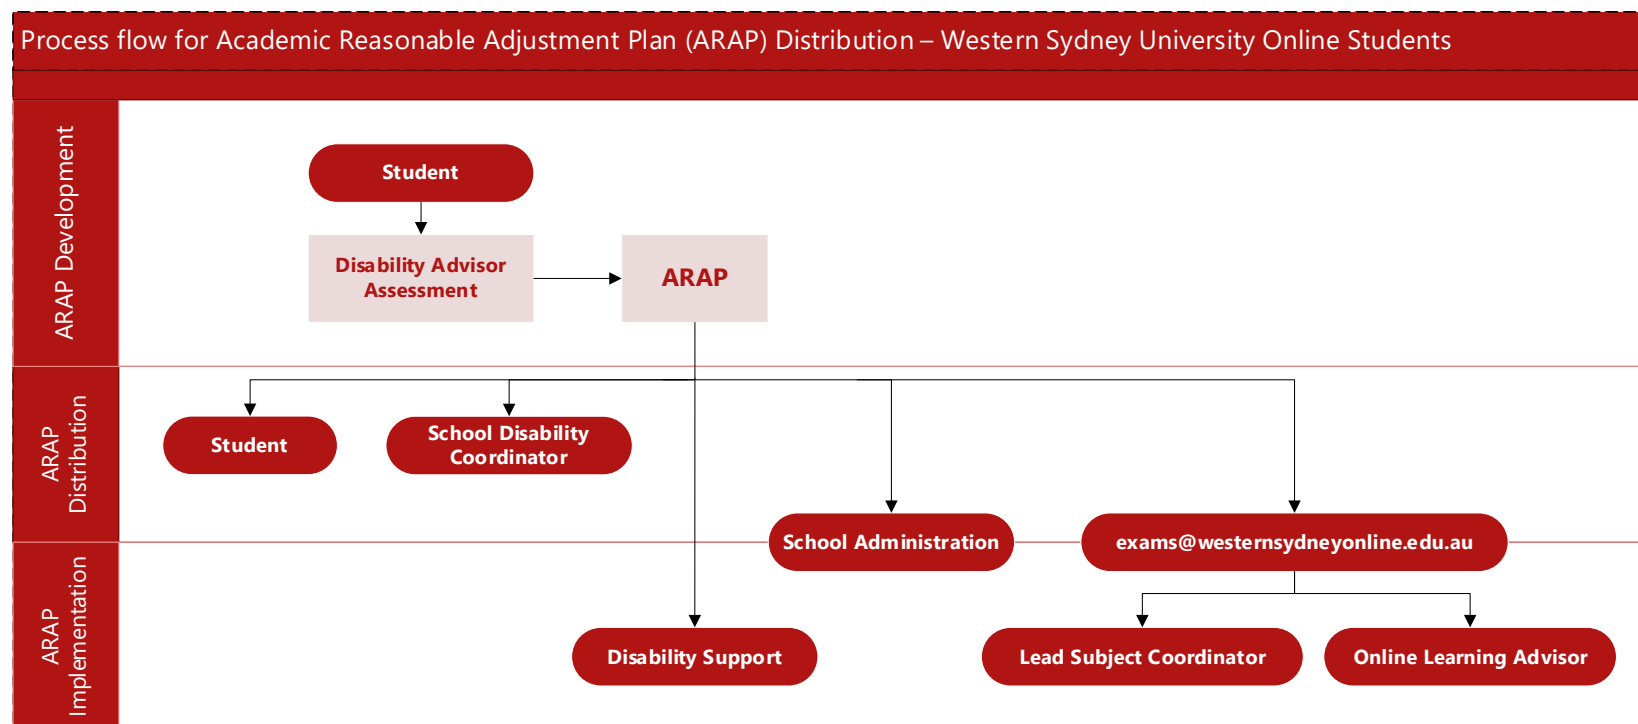 Process flow for Academic Reasonable Adjustment Plan (ARAP) Distribution – Western Sydney University Online Students
ARAP Development
Student
Disability Advisor
Assessment
ARAP
ARAP
Distribution
Student
School Disability
Coordinator
School Administration
exams@westernsydneyonline.edu.au
ARAP
Implementation
Disability Support
Lead Subject Coordinator
Online Learning Advisor